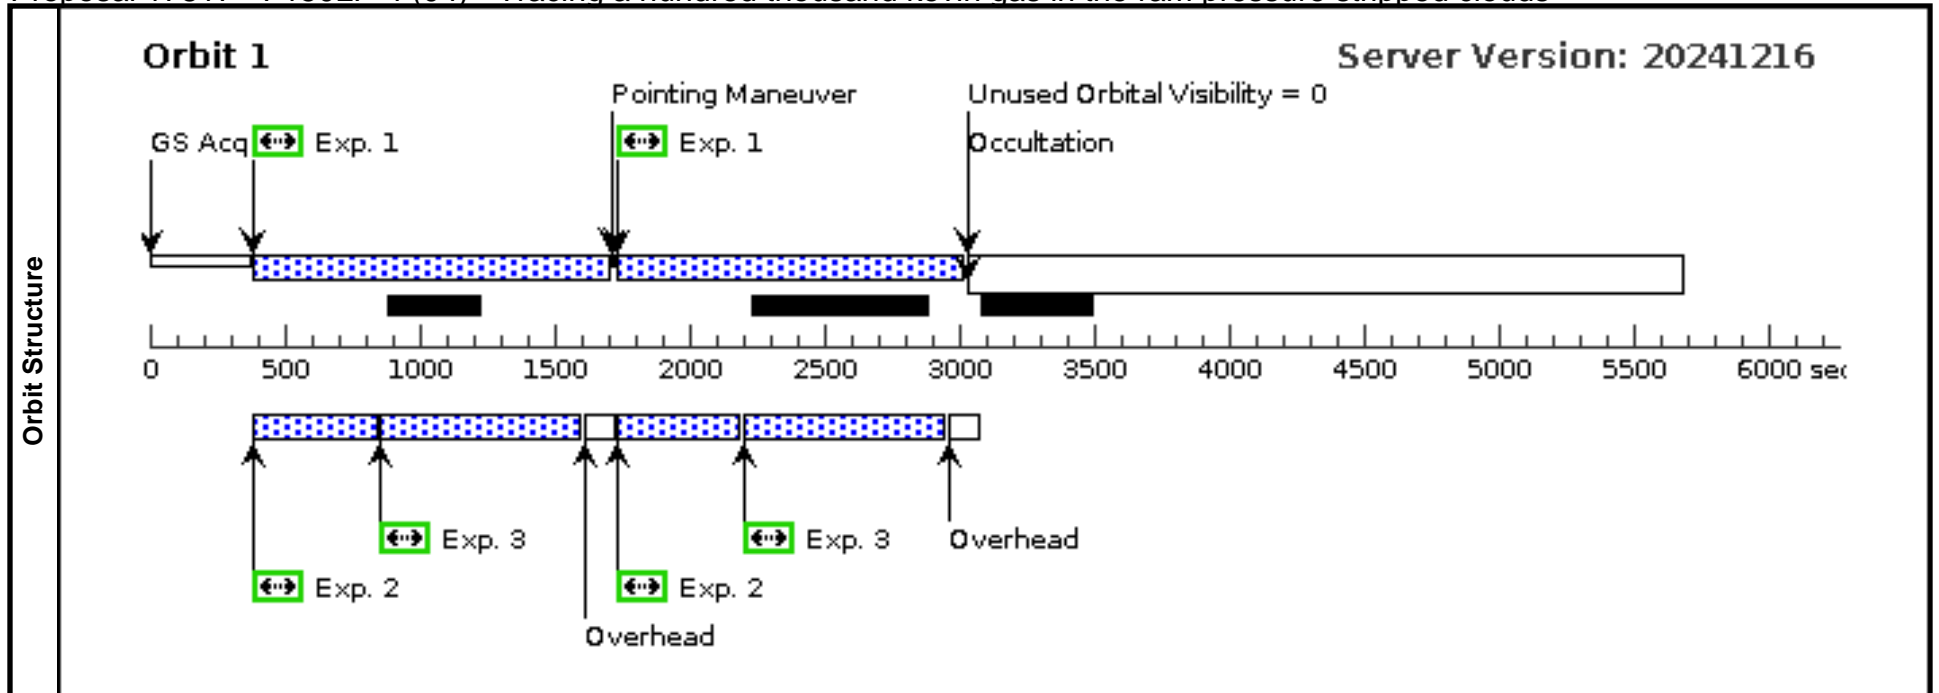 Orbit 1
Server Version: 20241216
Pointing Maneuver
Unused Orbital Visibility = 0
GS Acq
Exp. 1
Exp. 1
Occultation
Orbit Structure
0 500 1000 1500 2000 2500 3000 3500 4000 4500 5000 5500 6000 sec
Exp. 3
Exp. 3
Overhead
Exp. 2
Exp. 2
Overhead